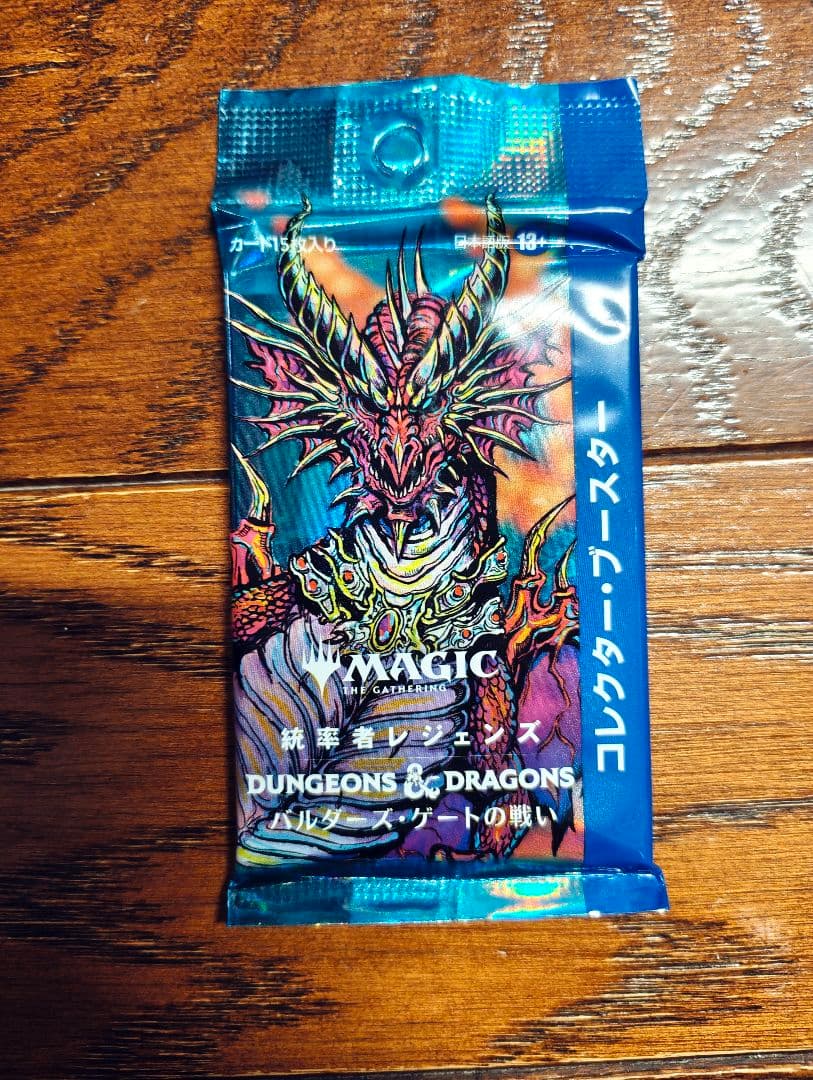 カード15枚入り
日本語版 13+
MAGIC
THE GATHERING
統率者レジェンズ
DUNGEONS & DRAGONS
バルダーズ・ゲートの戦い
コレクター・ブースター